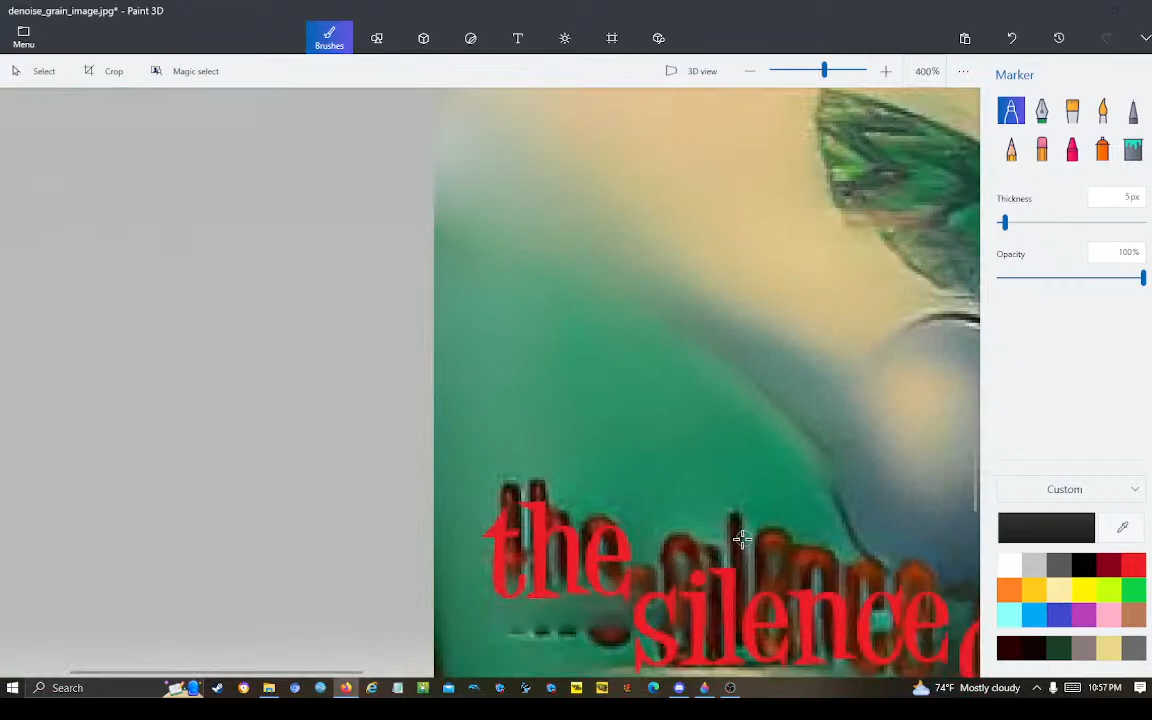 denoise_grain_image.jpg* - Paint 3D
Menu
Brushes
Select
Crop
Magic select
3D view
400%
Marker
Thickness
5px
Opacity
100%
Custom
the
silence
Search
74°F Mostly cloudy
10:57 PM